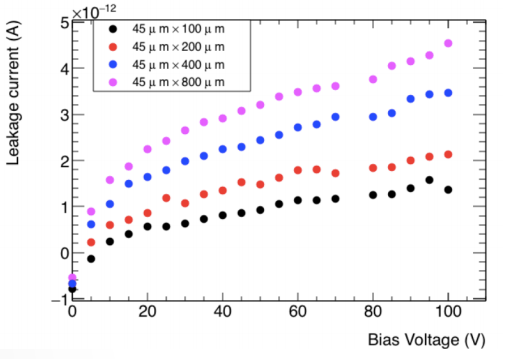 ×10⁻¹²
Leakage current (A)
45 μ m × 100 μ m
45 μ m × 200 μ m
45 μ m × 400 μ m
45 μ m × 800 μ m
5
4
3
2
1
0
−1
0 20 40 60 80 100
Bias Voltage (V)